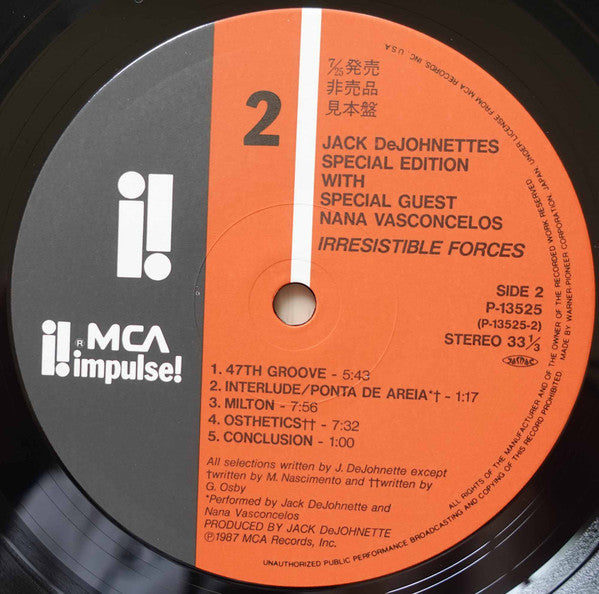 2
7/25発売
非売品
見本盤
JACK DeJOHNETTES
SPECIAL EDITION
WITH
SPECIAL GUEST
NANA VASCONCELOS
IRRESISTIBLE FORCES
SIDE 2
P-13525
(P-13525-2)
STEREO 33 1/3
JASRAC
i!
i! ® MCA
impulse!
1. 47TH GROOVE - 5:43
2. INTERLUDE/PONTA DE AREIA*† - 1:17
3. MILTON - 7:56
4. OSTHETICS†† - 7:32
5. CONCLUSION - 1:00
All selections written by J. DeJohnette except
†written by M. Nascimento and ††written by
G. Osby
*Performed by Jack DeJohnette and
Nana Vasconcelos
PRODUCED BY JACK DeJOHNETTE
Ⓟ1987 MCA Records, Inc.
UNAUTHORIZED PUBLIC PERFORMANCE BROADCASTING AND COPYING OF THIS RECORD PROHIBITED
ALL RIGHTS OF THE MANUFACTURER AND OF THE OWNER OF THE RECORDED WORK RESERVED
MADE BY WARNER-PIONEER CORPORATION, JAPAN, UNDER LICENSE FROM MCA RECORDS, INC. U.S.A.